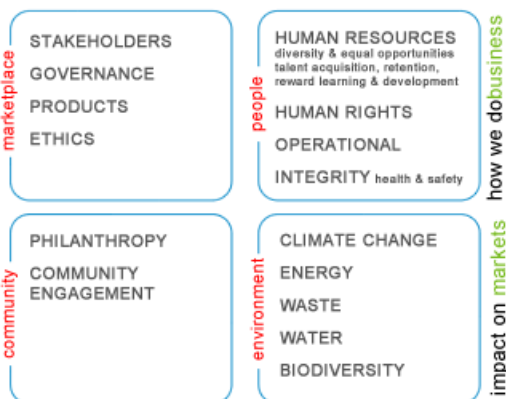 marketplace
STAKEHOLDERS
GOVERNANCE
PRODUCTS
ETHICS
people
HUMAN RESOURCES
diversity & equal opportunities
talent acquisition, retention,
reward learning & development
HUMAN RIGHTS
OPERATIONAL
INTEGRITY health & safety
how we dobusiness
community
PHILANTHROPY
COMMUNITY
ENGAGEMENT
environment
CLIMATE CHANGE
ENERGY
WASTE
WATER
BIODIVERSITY
impact on markets